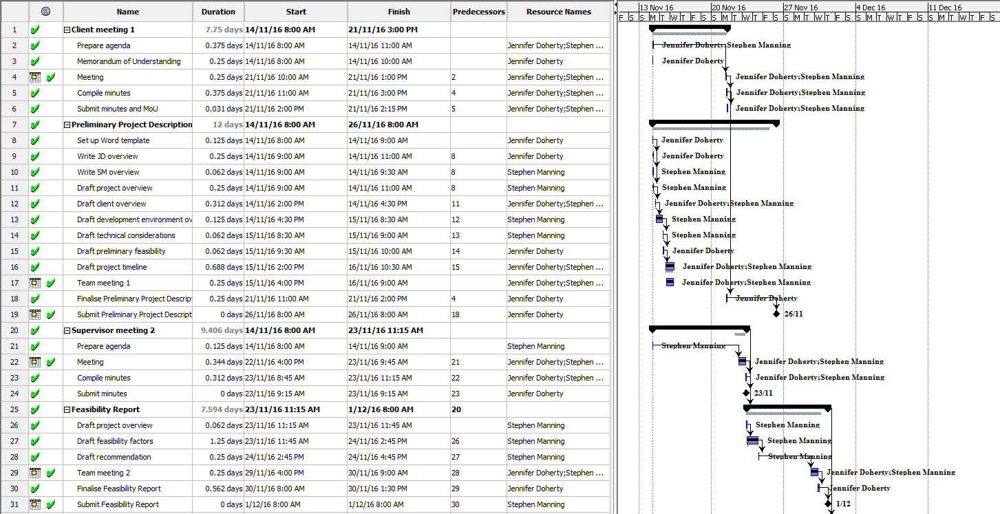 Name Duration Start Finish Predecessors Resource Names 13 Nov 16 20 Nov 16 27 Nov 16 4 Dec 16 11 Dec 16
F S S M T W T F S S M T W T F S S M T W T F S S M T W T F S S M T W T F S
1 Client meeting 1 7.75 days 14/11/16 8:00 AM 21/11/16 3:00 PM
2 Prepare agenda 0.375 days 14/11/16 8:00 AM 14/11/16 11:00 AM Jennifer Doherty;Stephen ... Jennifer Doherty;Stephen Manning
3 Memorandum of Understanding 0.25 days 14/11/16 8:00 AM 14/11/16 10:00 AM Jennifer Doherty Jennifer Doherty
4 Meeting 0.25 days 21/11/16 10:00 AM 21/11/16 1:00 PM 2 Jennifer Doherty;Stephen ... Jennifer Doherty;Stephen Manning
5 Compile minutes 0.375 days 21/11/16 11:00 AM 21/11/16 3:00 PM 4 Jennifer Doherty;Stephen ... Jennifer Doherty;Stephen Manning
6 Submit minutes and MoU 0.031 days 21/11/16 2:00 PM 21/11/16 2:15 PM 5 Jennifer Doherty;Stephen ... Jennifer Doherty;Stephen Manning
7 Preliminary Project Description 12 days 14/11/16 8:00 AM 26/11/16 8:00 AM
8 Set up Word template 0.125 days 14/11/16 8:00 AM 14/11/16 9:00 AM Jennifer Doherty Jennifer Doherty
9 Write JD overview 0.25 days 14/11/16 9:00 AM 14/11/16 11:00 AM 8 Jennifer Doherty Jennifer Doherty
10 Write SM overview 0.062 days 14/11/16 9:00 AM 14/11/16 9:30 AM 8 Stephen Manning Stephen Manning
11 Draft project overview 0.25 days 14/11/16 9:00 AM 14/11/16 11:00 AM 8 Stephen Manning Stephen Manning
12 Draft client overview 0.312 days 14/11/16 2:00 PM 14/11/16 4:30 PM 11 Jennifer Doherty;Stephen ... Jennifer Doherty;Stephen Manning
13 Draft development environment ov 0.125 days 14/11/16 4:30 PM 15/11/16 8:30 AM 12 Stephen Manning Stephen Manning
14 Draft technical considerations 0.062 days 15/11/16 8:30 AM 15/11/16 9:00 AM 13 Stephen Manning Stephen Manning
15 Draft preliminary feasibility 0.062 days 15/11/16 9:30 AM 15/11/16 10:00 AM 14 Jennifer Doherty Jennifer Doherty
16 Draft project timeline 0.688 days 15/11/16 2:00 PM 16/11/16 10:30 AM 15 Jennifer Doherty;Stephen ... Jennifer Doherty;Stephen Manning
17 Team meeting 1 0.25 days 15/11/16 4:00 PM 16/11/16 9:00 AM Jennifer Doherty;Stephen ... Jennifer Doherty;Stephen Manning
18 Finalise Preliminary Project Descript 0.25 days 21/11/16 11:00 AM 21/11/16 2:00 PM 4 Jennifer Doherty Jennifer Doherty
19 Submit Preliminary Project Descripti 0 days 26/11/16 8:00 AM 26/11/16 8:00 AM 18 Jennifer Doherty 26/11
20 Supervisor meeting 2 9.406 days 14/11/16 8:00 AM 23/11/16 11:15 AM
21 Prepare agenda 0.125 days 14/11/16 8:00 AM 14/11/16 9:00 AM Stephen Manning Stephen Manning
22 Meeting 0.344 days 22/11/16 4:00 PM 23/11/16 9:45 AM 21 Jennifer Doherty;Stephen ... Jennifer Doherty;Stephen Manning
23 Compile minutes 0.312 days 23/11/16 8:45 AM 23/11/16 11:15 AM 22 Jennifer Doherty;Stephen ... Jennifer Doherty;Stephen Manning
24 Submit minutes 0 days 23/11/16 9:15 AM 23/11/16 9:15 AM 23 Jennifer Doherty 23/11
25 Feasibility Report 7.594 days 23/11/16 11:15 AM 1/12/16 8:00 AM 20
26 Draft project overview 0.062 days 23/11/16 11:15 AM 23/11/16 11:45 AM Stephen Manning Stephen Manning
27 Draft feasibility factors 1.25 days 23/11/16 11:45 AM 24/11/16 2:45 PM 26 Stephen Manning Stephen Manning
28 Draft recommendation 0.25 days 24/11/16 2:45 PM 24/11/16 4:45 PM 27 Stephen Manning Stephen Manning
29 Team meeting 2 0.25 days 29/11/16 4:00 PM 30/11/16 9:00 AM 28 Jennifer Doherty;Stephen ... Jennifer Doherty;Stephen Manning
30 Finalise Feasibility Report 0.562 days 30/11/16 8:00 AM 30/11/16 1:30 PM 29 Jennifer Doherty Jennifer Doherty
31 Submit Feasibility Report 0 days 1/12/16 8:00 AM 1/12/16 8:00 AM 30 Stephen Manning 1/12